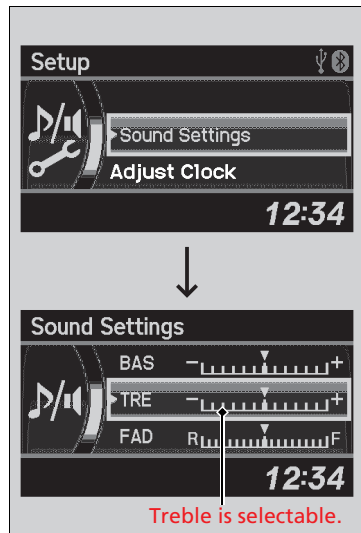 Setup
Sound Settings
Adjust Clock
12:34
Sound Settings
BAS - +
TRE - +
FAD R F
12:34
Treble is selectable.